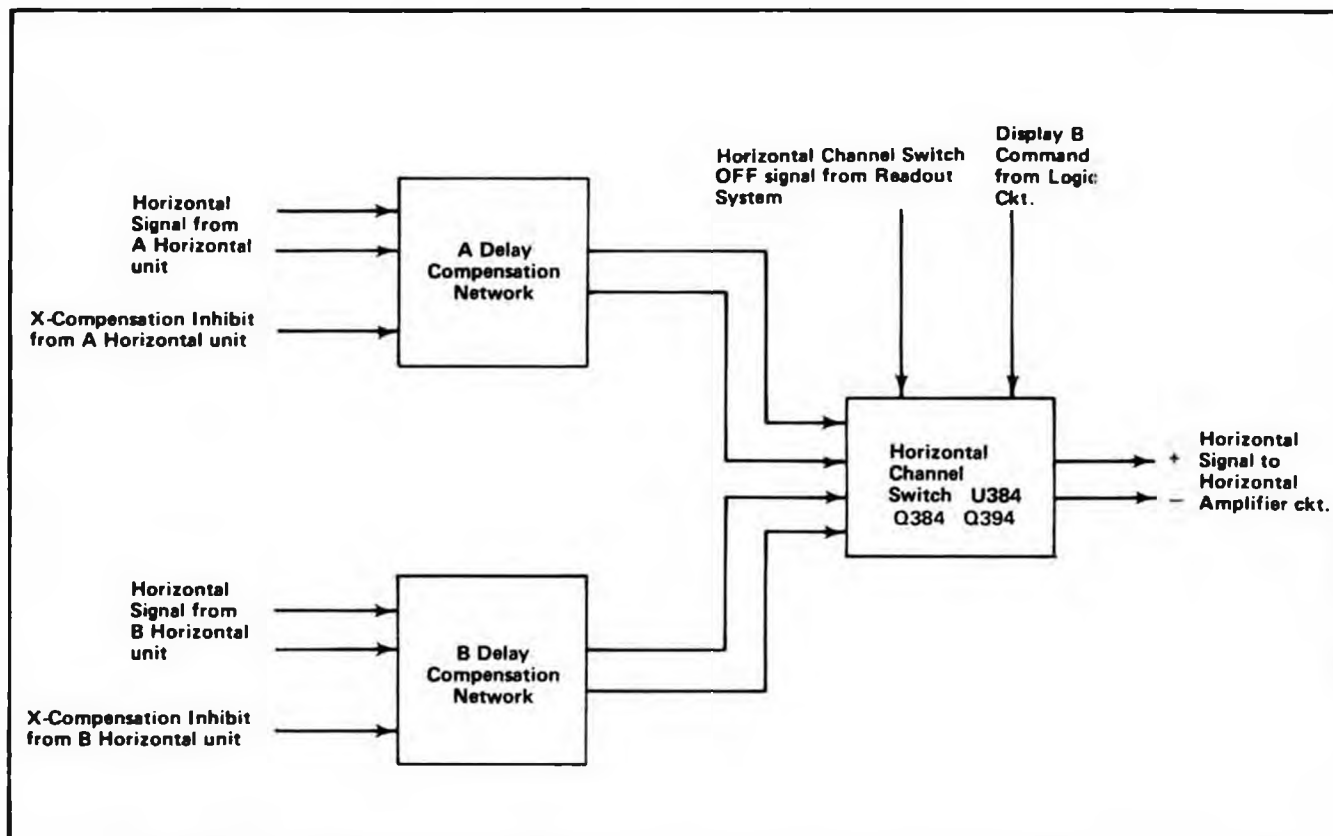 Horizontal
Signal from
A Horizontal
unit
X-Compensation Inhibit
from A Horizontal unit
A Delay
Compensation
Network
Horizontal Channel Switch
OFF signal from Readout
System
Display B
Command
from Logic
Ckt.
Horizontal
Channel
Switch U384
Q384 Q394
+
−
Horizontal
Signal to
Horizontal
Amplifier ckt.
Horizontal
Signal from
B Horizontal
unit
X-Compensation Inhibit
from B Horizontal unit
B Delay
Compensation
Network